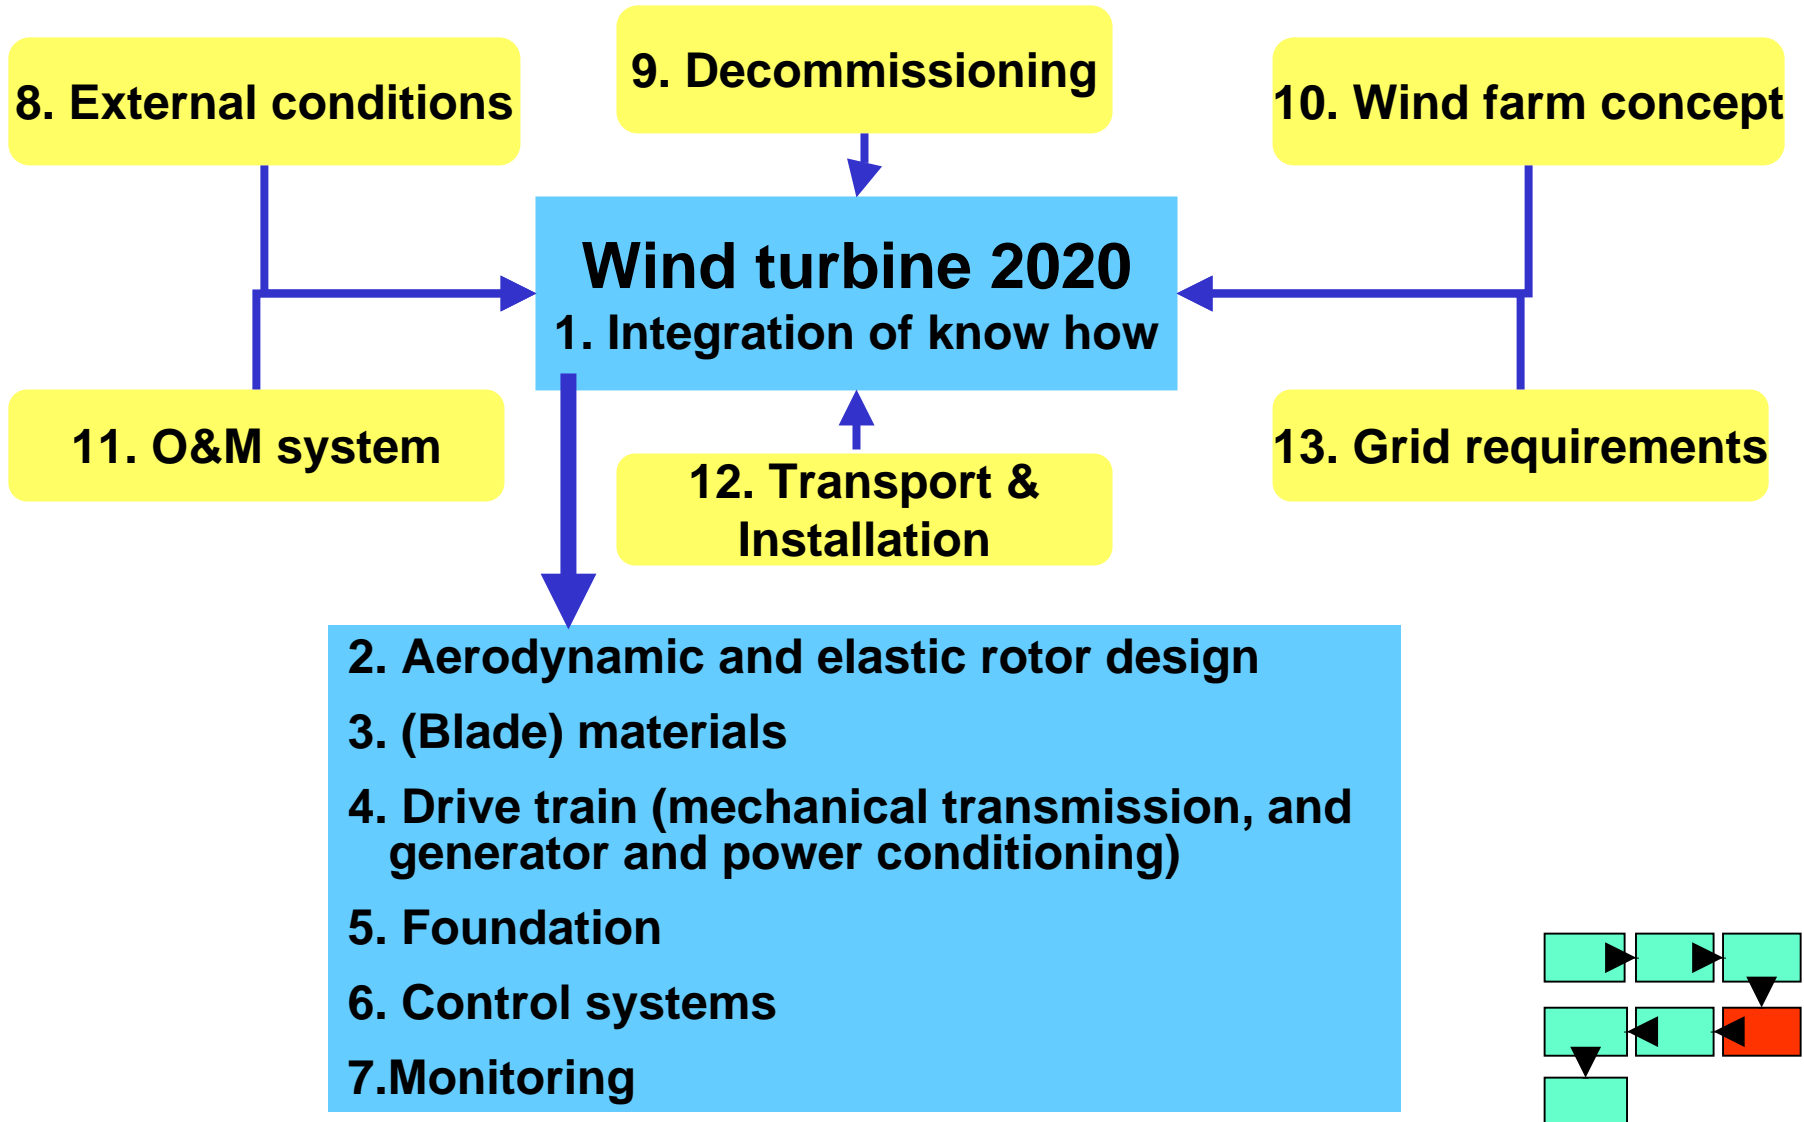 8. External conditions
9. Decommissioning
10. Wind farm concept
Wind turbine 2020
1. Integration of know how
11. O&M system
12. Transport &
Installation
13. Grid requirements
2. Aerodynamic and elastic rotor design
3. (Blade) materials
4. Drive train (mechanical transmission, and
generator and power conditioning)
5. Foundation
6. Control systems
7.Monitoring